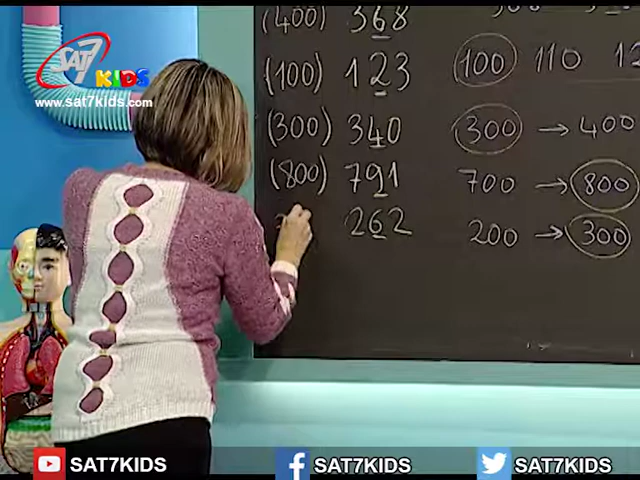 (400) 368
(100) 123 100 110
(300) 340 300 → 400
(800) 791 700 → 800
262 200 → 300
SAT7 KIDS
www.sat7kids.com
SAT7KIDS SAT7KIDS SAT7KIDS